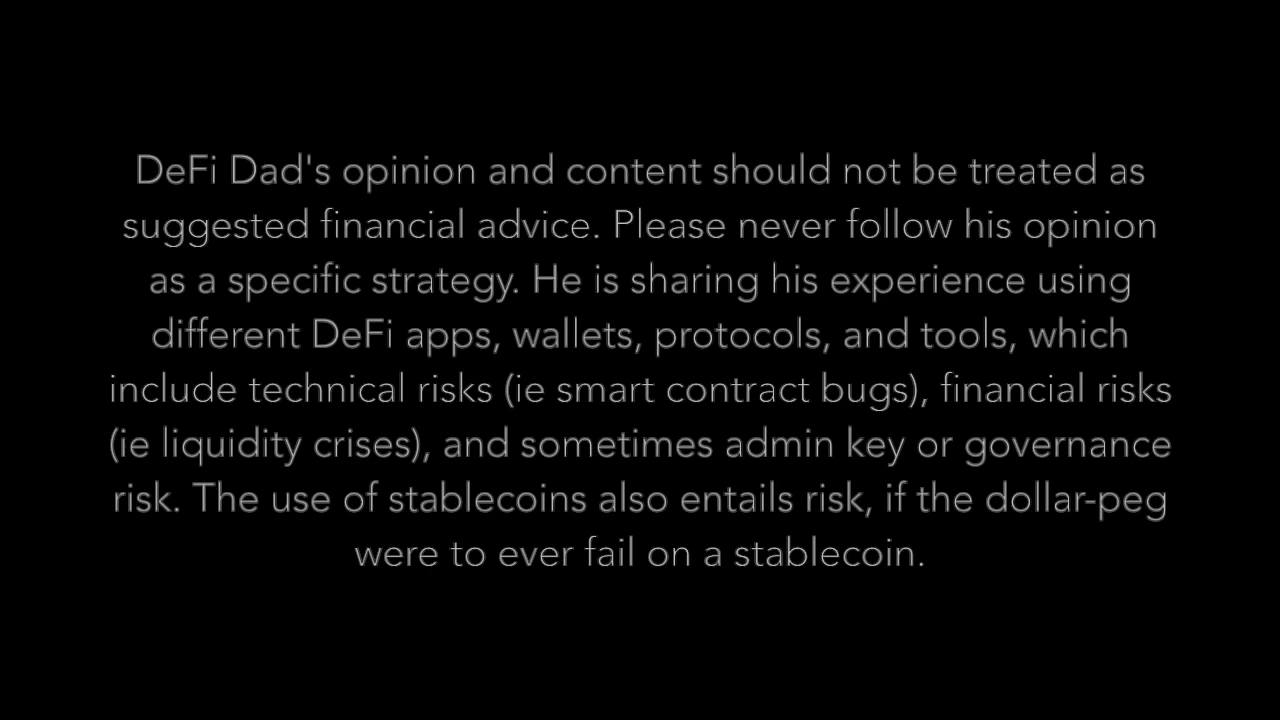 DeFi Dad's opinion and content should not be treated as
suggested financial advice. Please never follow his opinion
as a specific strategy. He is sharing his experience using
different DeFi apps, wallets, protocols, and tools, which
include technical risks (ie smart contract bugs), financial risks
(ie liquidity crises), and sometimes admin key or governance
risk. The use of stablecoins also entails risk, if the dollar-peg
were to ever fail on a stablecoin.